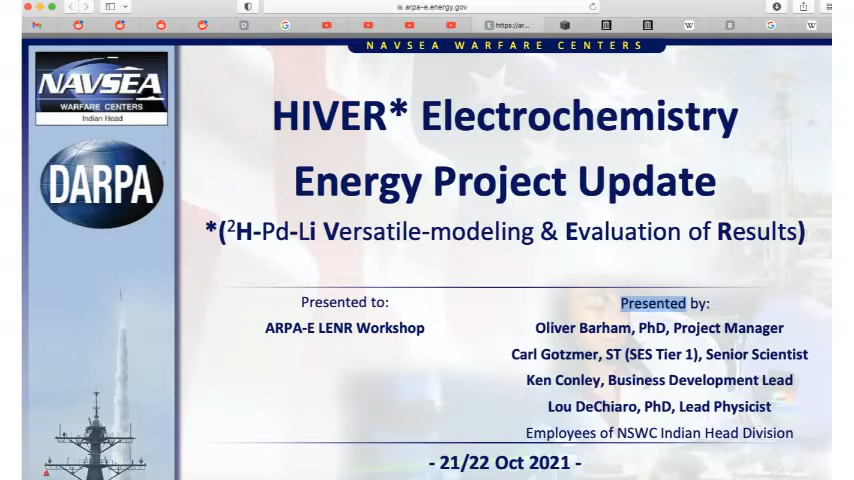 arpa-e.energy.gov
https://ar...
NAVSEA WARFARE CENTERS
NAVSEA
WARFARE CENTERS
Indian Head
DARPA
HIVER* Electrochemistry
Energy Project Update
*(²H-Pd-Li Versatile-modeling & Evaluation of Results)
Presented to:
ARPA-E LENR Workshop
Presented by:
Oliver Barham, PhD, Project Manager
Carl Gotzmer, ST (SES Tier 1), Senior Scientist
Ken Conley, Business Development Lead
Lou DeChiaro, PhD, Lead Physicist
Employees of NSWC Indian Head Division
- 21/22 Oct 2021 -